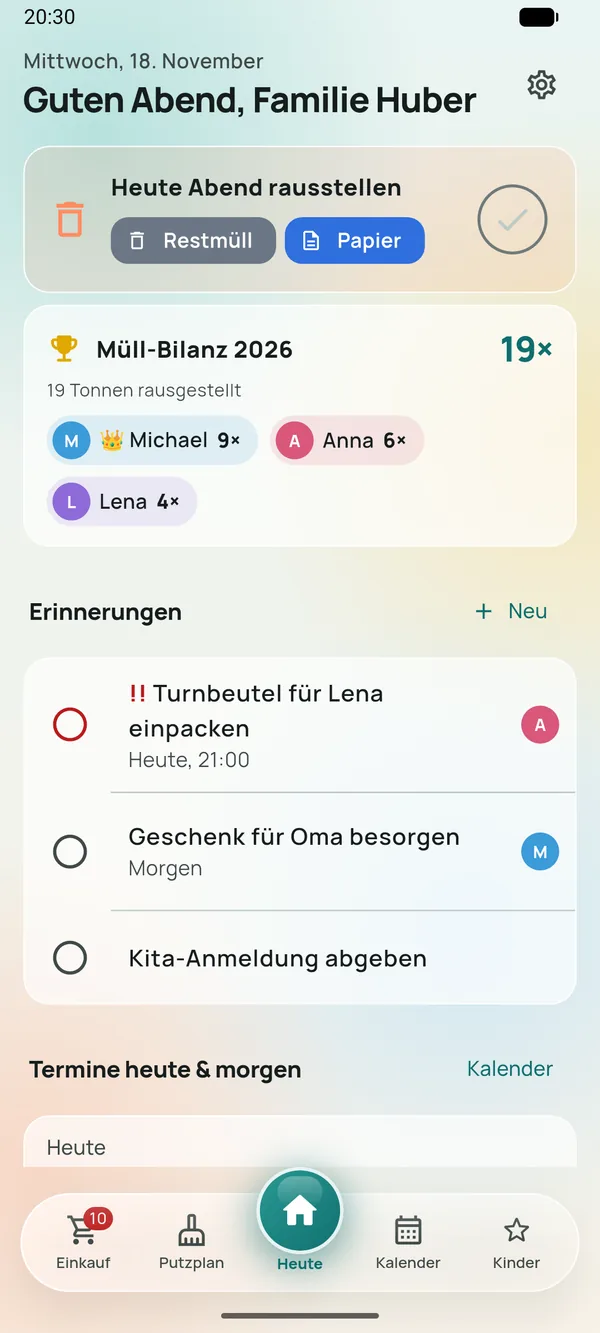 20:30
Mittwoch, 18. November
Guten Abend, Familie Huber
Heute Abend rausstellen
Restmüll
Papier
Müll-Bilanz 2026
19×
19 Tonnen rausgestellt
M
👑 Michael 9×
A
Anna 6×
L
Lena 4×
Erinnerungen
+ Neu
!! Turnbeutel für Lena
einpacken
Heute, 21:00
A
Geschenk für Oma besorgen
Morgen
M
Kita-Anmeldung abgeben
Termine heute & morgen
Kalender
Heute
10
Einkauf
Putzplan
Heute
Kalender
Kinder